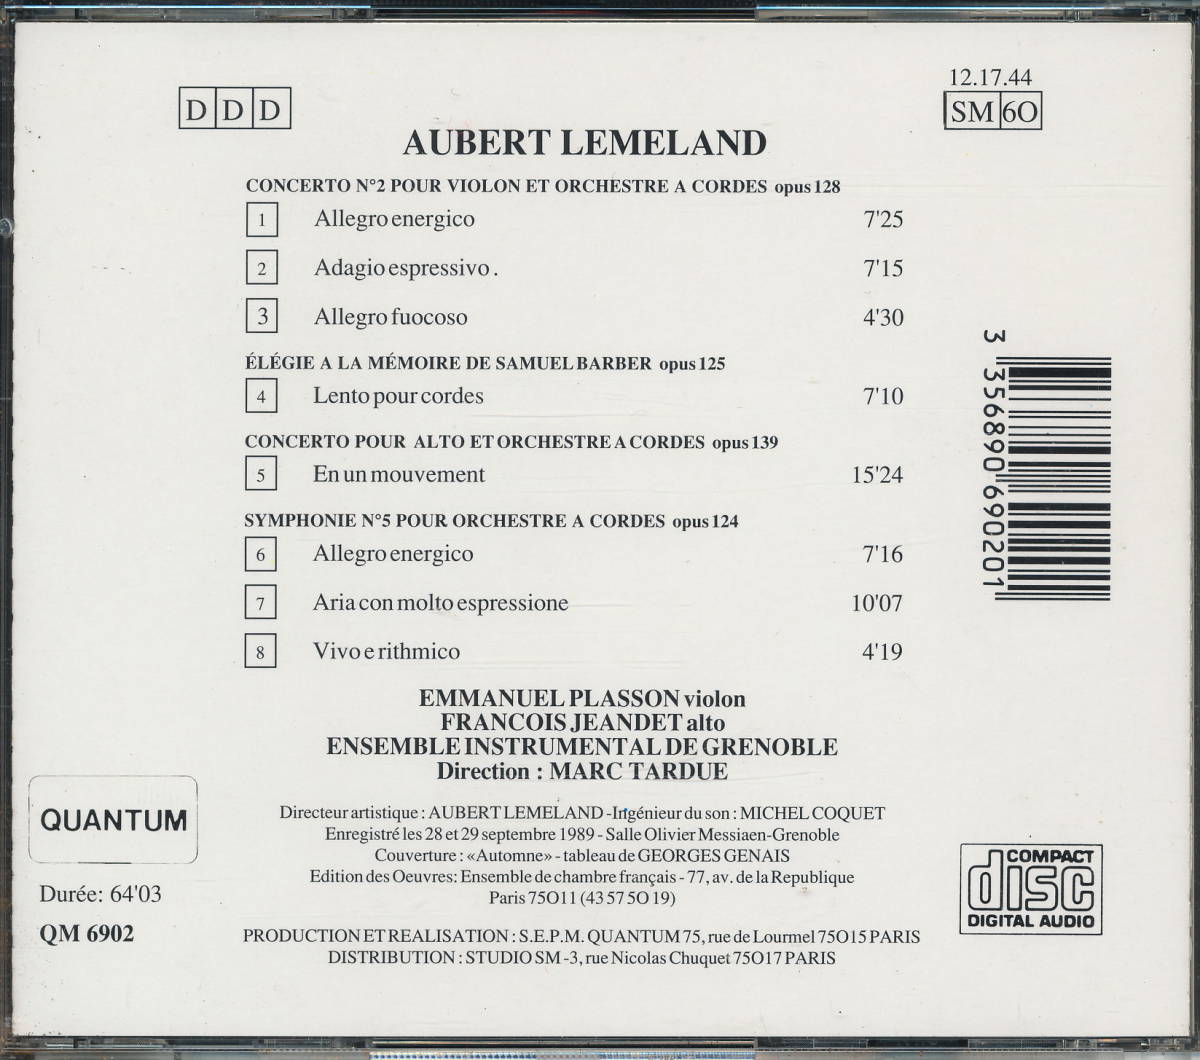 12.17.44
D D D
SM 60
AUBERT LEMELAND
CONCERTO N°2 POUR VIOLON ET ORCHESTRE A CORDES opus 128
1 Allegro energico 7'25
2 Adagio espressivo. 7'15
3 Allegro fuocoso 4'30
ÉLÉGIE A LA MÉMOIRE DE SAMUEL BARBER opus 125
4 Lento pour cordes 7'10
CONCERTO POUR ALTO ET ORCHESTRE A CORDES opus 139
5 En un mouvement 15'24
SYMPHONIE N°5 POUR ORCHESTRE A CORDES opus 124
6 Allegro energico 7'16
7 Aria con molto espressione 10'07
8 Vivo e rithmico 4'19
3 356890 690201
EMMANUEL PLASSON violon
FRANCOIS JEANDET alto
ENSEMBLE INSTRUMENTAL DE GRENOBLE
Direction : MARC TARDUE
Directeur artistique : AUBERT LEMELAND - Ingénieur du son : MICHEL COQUET
Enregistré les 28 et 29 septembre 1989 - Salle Olivier Messiaen-Grenoble
Couverture : «Automne» - tableau de GEORGES GENAIS
Edition des Oeuvres: Ensemble de chambre français - 77, av. de la Republique
Paris 75011 (43 57 50 19)
PRODUCTION ET REALISATION : S.E.P.M. QUANTUM 75, rue de Lourmel 75015 PARIS
DISTRIBUTION : STUDIO SM -3, rue Nicolas Chuquet 75017 PARIS
QUANTUM
Durée: 64'03
QM 6902
COMPACT
disc
DIGITAL AUDIO